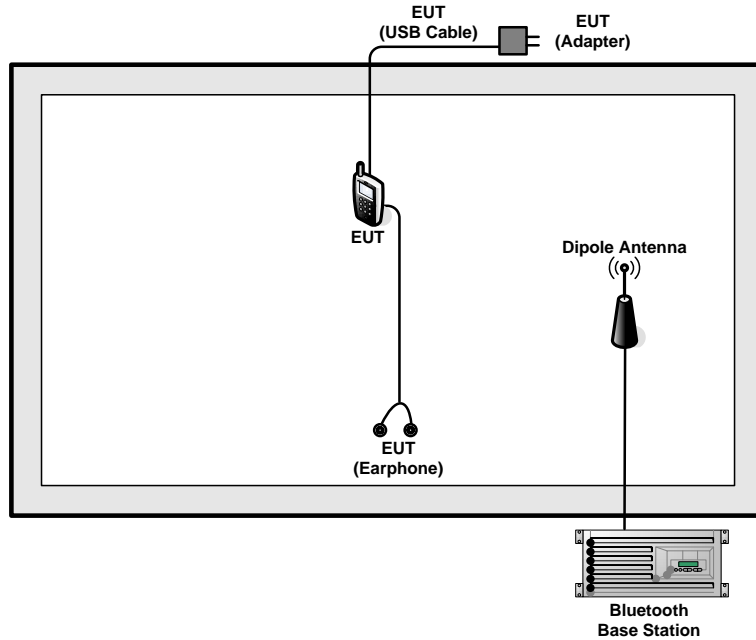 EUT
(USB Cable)
EUT
(Adapter)
EUT
Dipole Antenna
EUT
(Earphone)
Bluetooth
Base Station